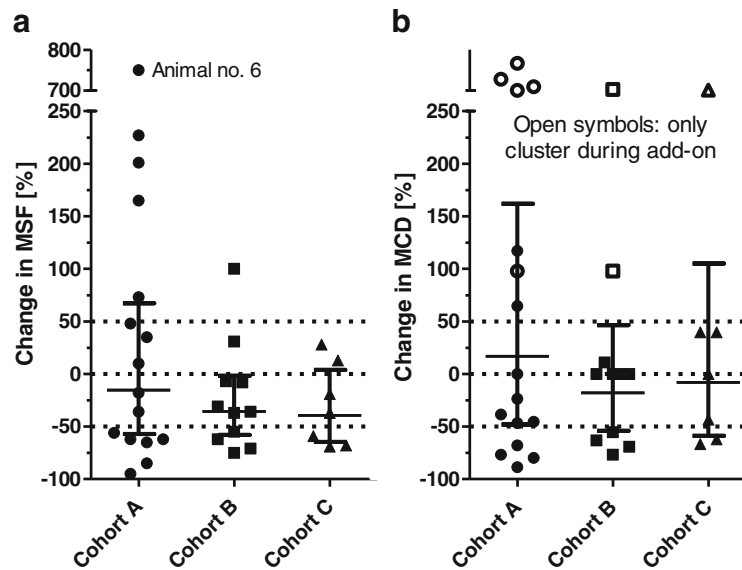 a
800
700
250
200
150
100
50
0
-50
-100
Change in MSF [%]
Animal no. 6
Cohort A
Cohort B
Cohort C
b
800
700
250
200
150
100
50
0
-50
-100
Change in MCD [%]
Open symbols: only
cluster during add-on
Cohort A
Cohort B
Cohort C